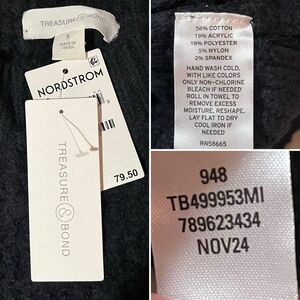 TREASURE & BOND
S
MADE IN
CHINA
NORDSTROM
79.50
TREASURE & BOND
56% COTTON
19% ACRYLIC
18% POLYESTER
5% NYLON
2% SPANDEX
HAND WASH COLD,
WITH LIKE COLORS
ONLY NON-CHLORINE
BLEACH IF NEEDED
ROLL IN TOWEL TO
REMOVE EXCESS
MOISTURE, RESHAPE,
LAY FLAT TO DRY
COOL IRON IF
NEEDED
RN58665
948
TB499953MI
789623434
NOV24